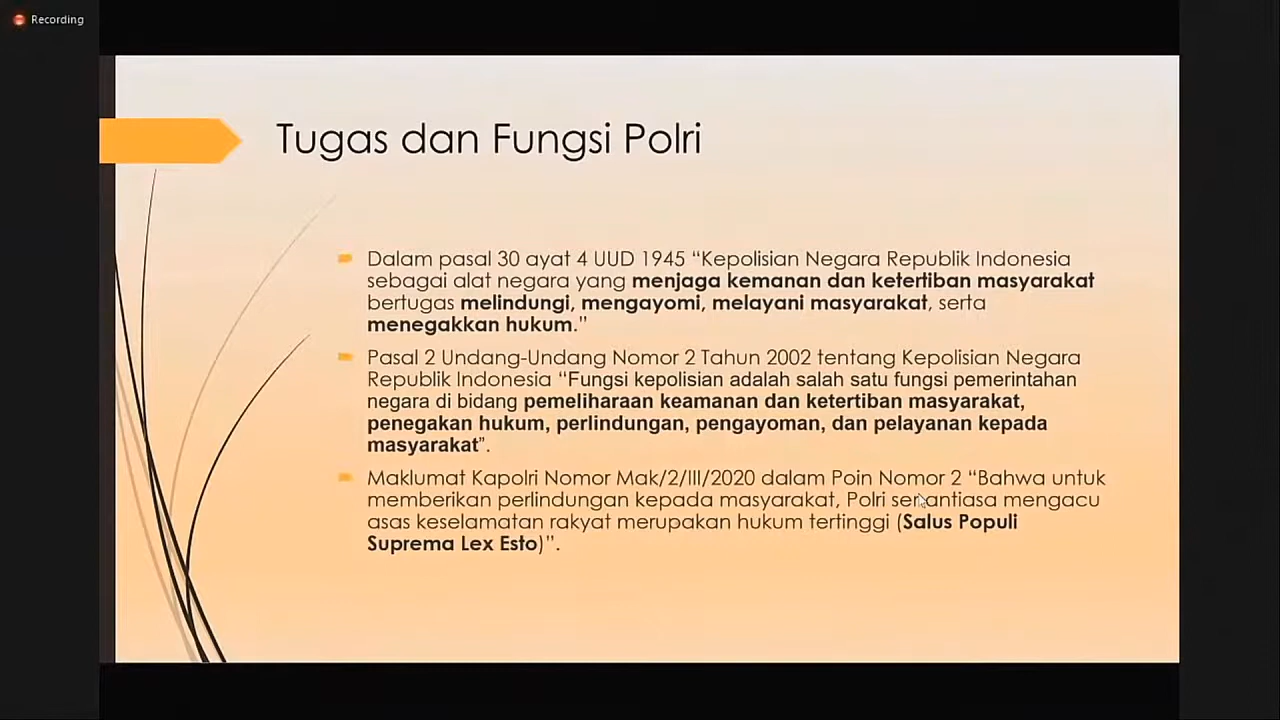 Recording
Tugas dan Fungsi Polri
Dalam pasal 30 ayat 4 UUD 1945 “Kepolisian Negara Republik Indonesia
sebagai alat negara yang menjaga kemanan dan ketertiban masyarakat
bertugas melindungi, mengayomi, melayani masyarakat, serta
menegakkan hukum.”
Pasal 2 Undang-Undang Nomor 2 Tahun 2002 tentang Kepolisian Negara
Republik Indonesia “Fungsi kepolisian adalah salah satu fungsi pemerintahan
negara di bidang pemeliharaan keamanan dan ketertiban masyarakat,
penegakan hukum, perlindungan, pengayoman, dan pelayanan kepada
masyarakat”.
Maklumat Kapolri Nomor Mak/2/III/2020 dalam Poin Nomor 2 “Bahwa untuk
memberikan perlindungan kepada masyarakat, Polri senantiasa mengacu
asas keselamatan rakyat merupakan hukum tertinggi (Salus Populi
Suprema Lex Esto)”.